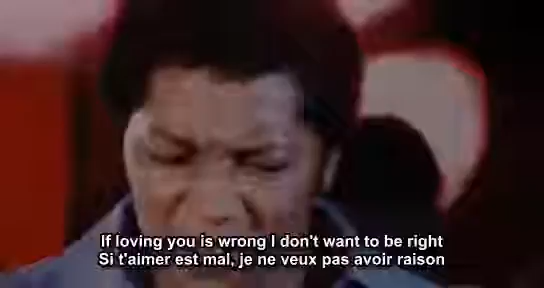 If loving you is wrong I don't want to be right
Si t'aimer est mal, je ne veux pas avoir raison